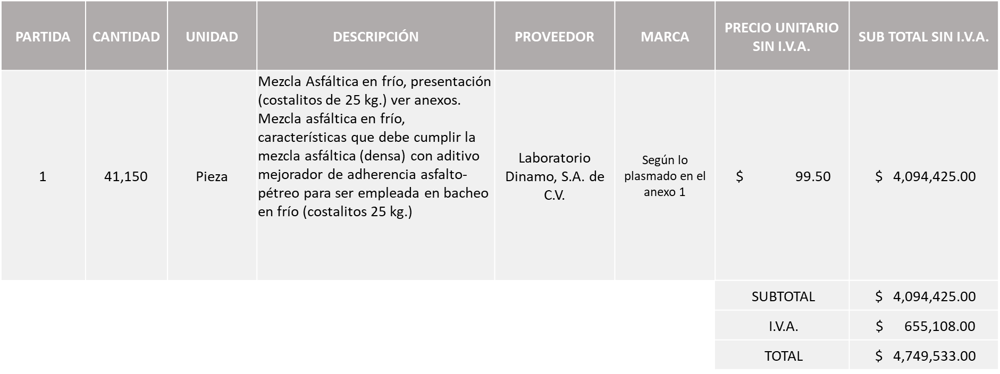 PARTIDA CANTIDAD UNIDAD DESCRIPCIÓN PROVEEDOR MARCA PRECIO UNITARIO SIN I.V.A. SUB TOTAL SIN I.V.A.
Mezcla Asfáltica en frío, presentación
(costalitos de 25 kg.) ver anexos.
Mezcla asfáltica en frío,
características que debe cumplir la
mezcla asfáltica (densa) con aditivo
mejorador de adherencia asfalto-
pétreo para ser empleada en bacheo
en frío (costalitos 25 kg.)
1 41,150 Pieza
Laboratorio
Dinamo, S.A. de
C.V.
Según lo
plasmado en el
anexo 1
$ 99.50 $ 4,094,425.00
SUBTOTAL $ 4,094,425.00
I.V.A. $ 655,108.00
TOTAL $ 4,749,533.00